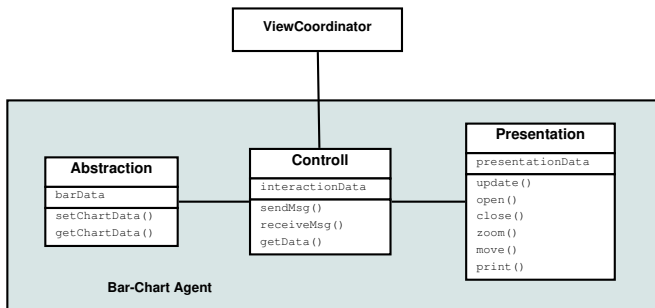 ViewCoordinator
Abstraction
barData
setChartData()
getChartData()
Controll
interactionData
sendMsg()
receiveMsg()
getData()
Presentation
presentationData
update()
open()
close()
zoom()
move()
print()
Bar-Chart Agent